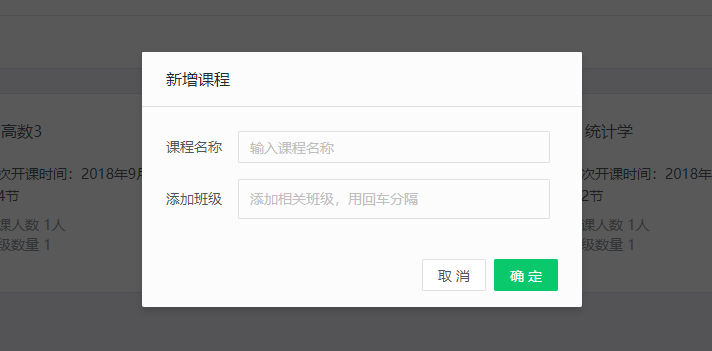 新增课程
课程名称
输入课程名称
添加班级
添加相关班级，用回车分隔
取 消
确 定
高数3
次开课时间：2018年9月
4节
课人数 1人
级数量 1
统计学
次开课时间：2018年
2节
课人数 1人
级数量 1